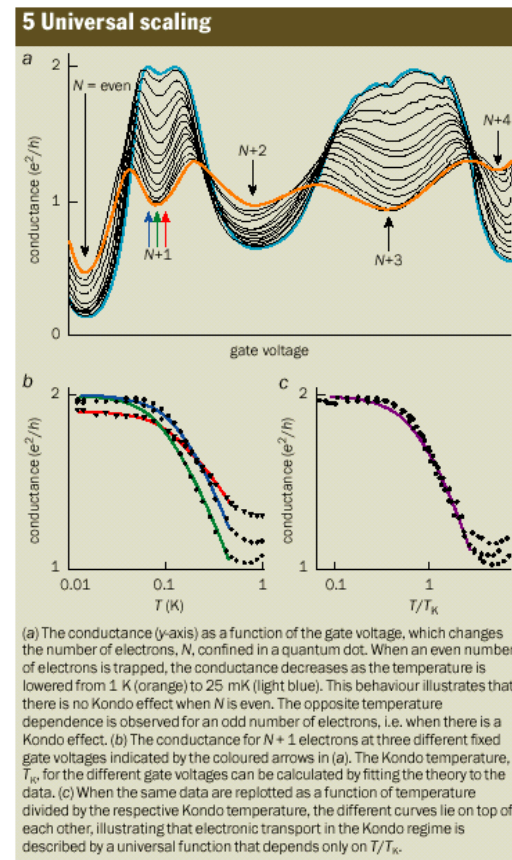 5 Universal scaling
a
2
N = even
N+4
N+2
conductance (e²/h)
1
N+1
N+3
0
gate voltage
b
c
2
2
conductance (e²/h)
conductance (e²/h)
1
1
0.01
0.1
1
0.1
1
T (K)
T/TK
(a) The conductance (y-axis) as a function of the gate voltage, which changes
the number of electrons, N, confined in a quantum dot. When an even number
of electrons is trapped, the conductance decreases as the temperature is
lowered from 1 K (orange) to 25 mK (light blue). This behaviour illustrates that
there is no Kondo effect when N is even. The opposite temperature
dependence is observed for an odd number of electrons, i.e. when there is a
Kondo effect. (b) The conductance for N + 1 electrons at three different fixed
gate voltages indicated by the coloured arrows in (a). The Kondo temperature,
TK, for the different gate voltages can be calculated by fitting the theory to the
data. (c) When the same data are replotted as a function of temperature
divided by the respective Kondo temperature, the different curves lie on top of
each other, illustrating that electronic transport in the Kondo regime is
described by a universal function that depends only on T/TK.